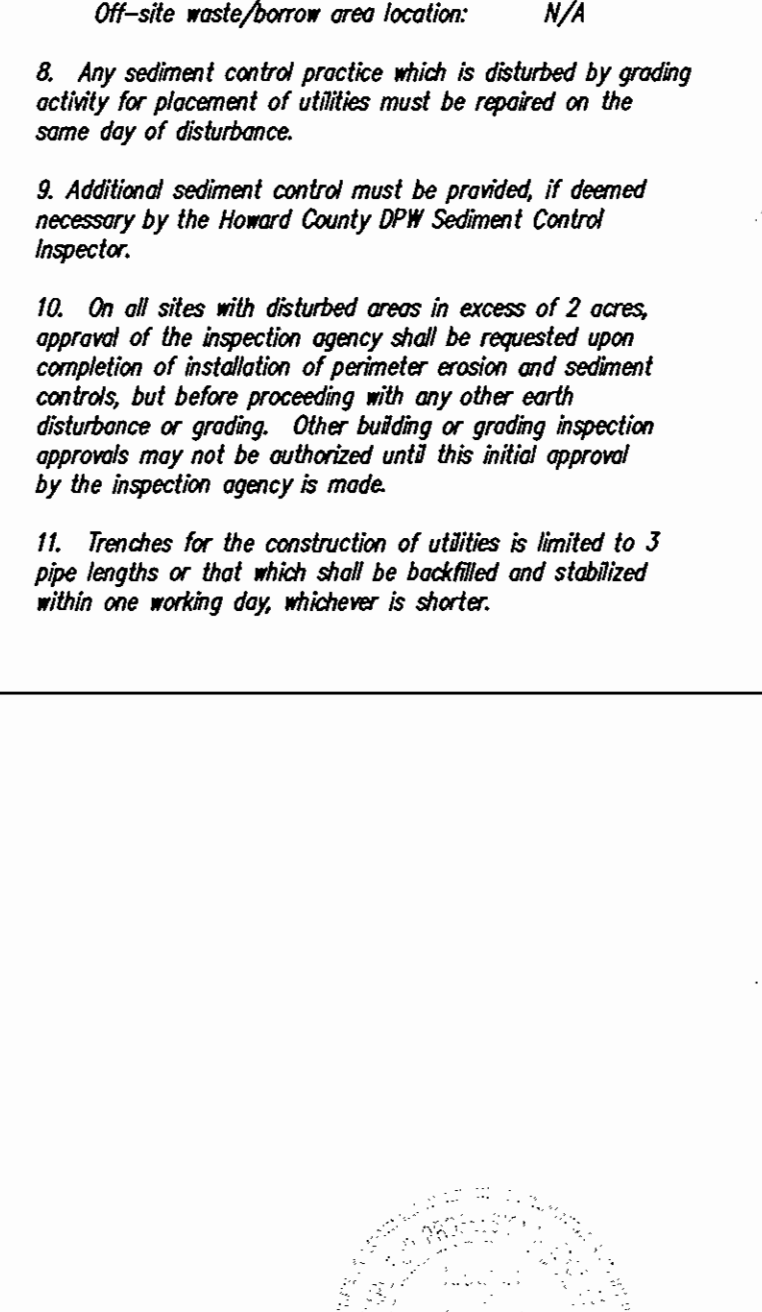 Off-site waste/borrow area location: N/A
8. Any sediment control practice which is disturbed by grading
activity for placement of utilities must be repaired on the
same day of disturbance.
9. Additional sediment control must be provided, if deemed
necessary by the Howard County DPW Sediment Control
Inspector.
10. On all sites with disturbed areas in excess of 2 acres,
approval of the inspection agency shall be requested upon
completion of installation of perimeter erosion and sediment
controls, but before proceeding with any other earth
disturbance or grading. Other building or grading inspection
approvals may not be authorized until this initial approval
by the inspection agency is made.
11. Trenches for the construction of utilities is limited to 3
pipe lengths or that which shall be backfilled and stabilized
within one working day, whichever is shorter.